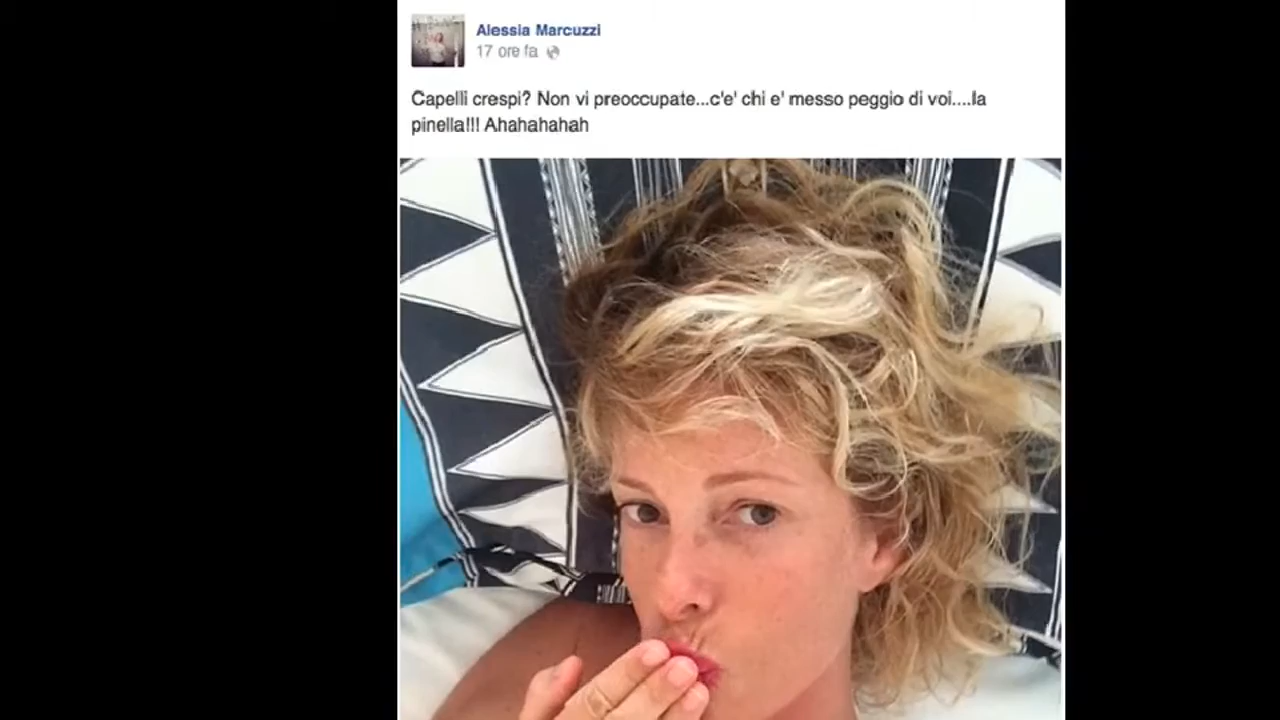 Alessia Marcuzzi
17 ore fa
Capelli crespi? Non vi preoccupate...c'e' chi e' messo peggio di voi....la
pinella!!! Ahahahahah